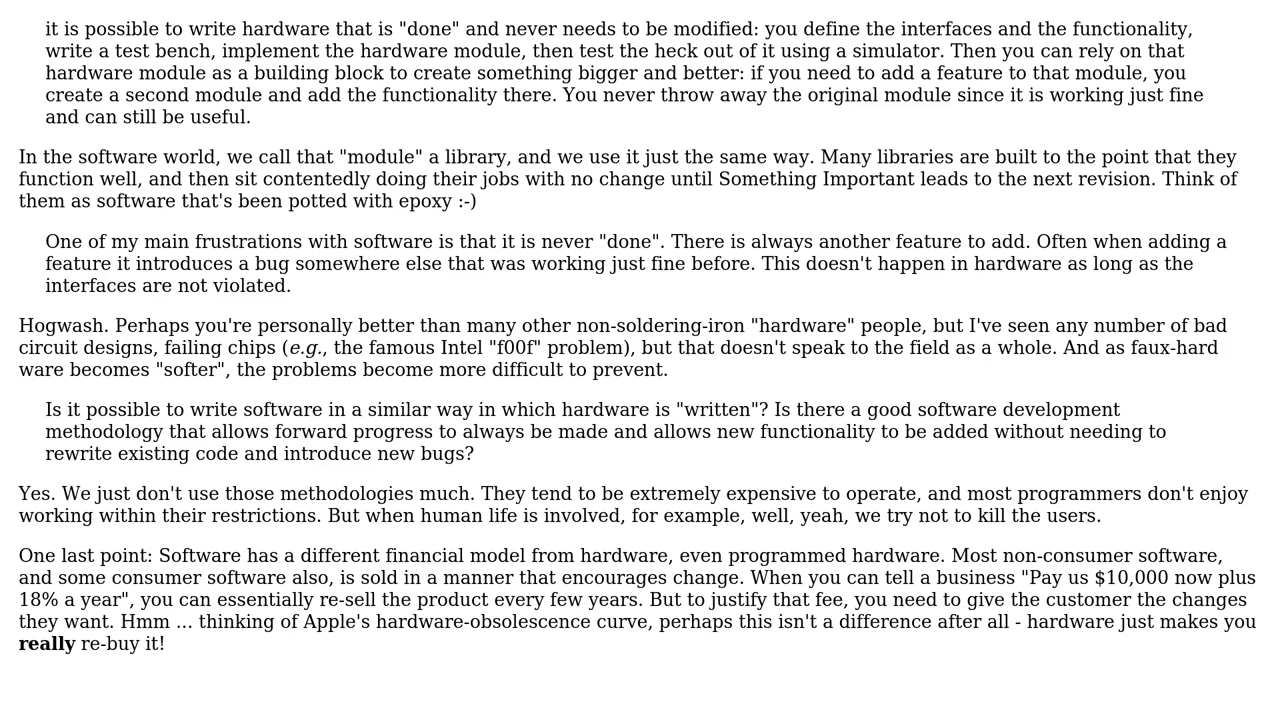 it is possible to write hardware that is "done" and never needs to be modified: you define the interfaces and the functionality,
write a test bench, implement the hardware module, then test the heck out of it using a simulator. Then you can rely on that
hardware module as a building block to create something bigger and better: if you need to add a feature to that module, you
create a second module and add the functionality there. You never throw away the original module since it is working just fine
and can still be useful.
In the software world, we call that "module" a library, and we use it just the same way. Many libraries are built to the point that they
function well, and then sit contentedly doing their jobs with no change until Something Important leads to the next revision. Think of
them as software that's been potted with epoxy :-)
One of my main frustrations with software is that it is never "done". There is always another feature to add. Often when adding a
feature it introduces a bug somewhere else that was working just fine before. This doesn't happen in hardware as long as the
interfaces are not violated.
Hogwash. Perhaps you're personally better than many other non-soldering-iron "hardware" people, but I've seen any number of bad
circuit designs, failing chips (e.g., the famous Intel "f00f" problem), but that doesn't speak to the field as a whole. And as faux-hard
ware becomes "softer", the problems become more difficult to prevent.
Is it possible to write software in a similar way in which hardware is "written"? Is there a good software development
methodology that allows forward progress to always be made and allows new functionality to be added without needing to
rewrite existing code and introduce new bugs?
Yes. We just don't use those methodologies much. They tend to be extremely expensive to operate, and most programmers don't enjoy
working within their restrictions. But when human life is involved, for example, well, yeah, we try not to kill the users.
One last point: Software has a different financial model from hardware, even programmed hardware. Most non-consumer software,
and some consumer software also, is sold in a manner that encourages change. When you can tell a business "Pay us $10,000 now plus
18% a year", you can essentially re-sell the product every few years. But to justify that fee, you need to give the customer the changes
they want. Hmm ... thinking of Apple's hardware-obsolescence curve, perhaps this isn't a difference after all - hardware just makes you
really re-buy it!